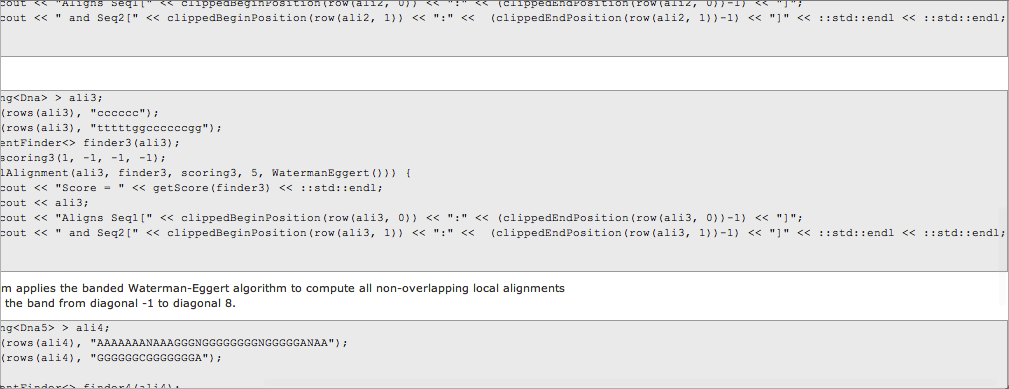 cout << "Aligns Seq1[" << clippedBeginPosition(row(ali2, 0)) << ":" << (clippedEndPosition(row(ali2, 0))-1) << "]";
cout << " and Seq2[" << clippedBeginPosition(row(ali2, 1)) << ":" <<  (clippedEndPosition(row(ali2, 1))-1) << "]" << ::std::endl << ::std::endl;
ng<Dna> > ali3;
(rows(ali3), "cccccc");
(rows(ali3), "tttttggccccccgg");
entFinder<> finder3(ali3);
scoring3(1, -1, -1, -1);
lAlignment(ali3, finder3, scoring3, 5, WatermanEggert())) {
cout << "Score = " << getScore(finder3) << ::std::endl;
cout << ali3;
cout << "Aligns Seq1[" << clippedBeginPosition(row(ali3, 0)) << ":" << (clippedEndPosition(row(ali3, 0))-1) << "]";
cout << " and Seq2[" << clippedBeginPosition(row(ali3, 1)) << ":" <<  (clippedEndPosition(row(ali3, 1))-1) << "]" << ::std::endl << ::std::endl;
m applies the banded Waterman-Eggert algorithm to compute all non-overlapping local alignments
the band from diagonal -1 to diagonal 8.
ng<Dna5> > ali4;
(rows(ali4), "AAAAAAANAAAGGGNGGGGGGGGNGGGGGANAA");
(rows(ali4), "GGGGGGCGGGGGGGA");
entFinder<> finder4(ali4);